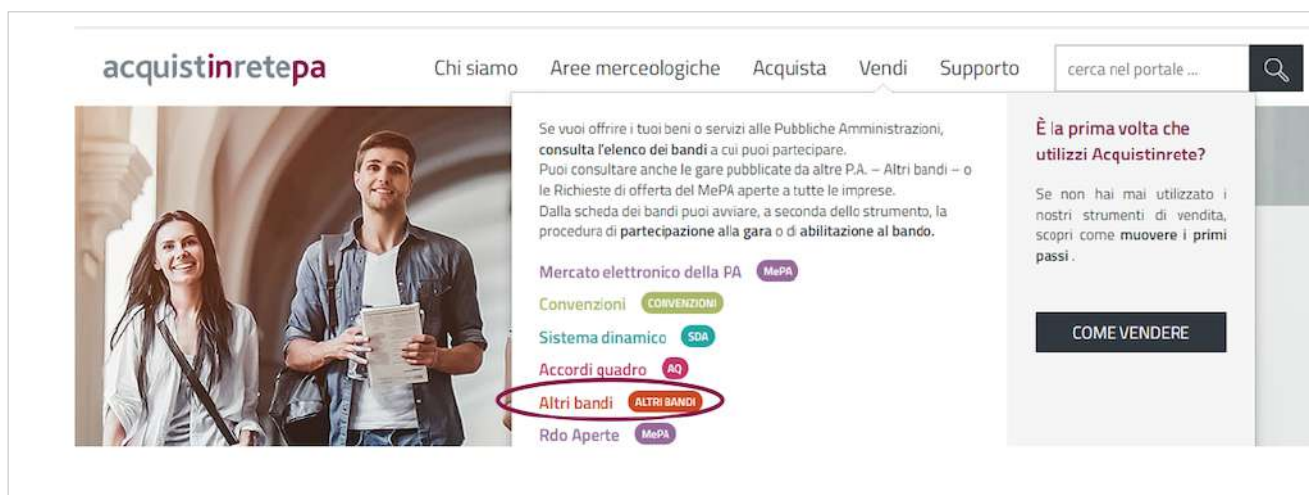 acquistinretepa
Chi siamo Aree merceologiche Acquista Vendi Supporto cerca nel portale ...
Se vuoi offrire i tuoi beni o servizi alle Pubbliche Amministrazioni,
consulta l'elenco dei bandi a cui puoi partecipare.
Puoi consultare anche le gare pubblicate da altre P.A. – Altri bandi – o
le Richieste di offerta del MePA aperte a tutte le imprese.
Dalla scheda dei bandi puoi avviare, a seconda dello strumento, la
procedura di partecipazione alla gara o di abilitazione al bando.
Mercato elettronico della PA MePA
Convenzioni CONVENZIONI
Sistema dinamico SDA
Accordi quadro AQ
Altri bandi ALTRI BANDI
Rdo Aperte MePA
È la prima volta che
utilizzi Acquistinrete?
Se non hai mai utilizzato i
nostri strumenti di vendita,
scopri come muovere i primi
passi .
COME VENDERE